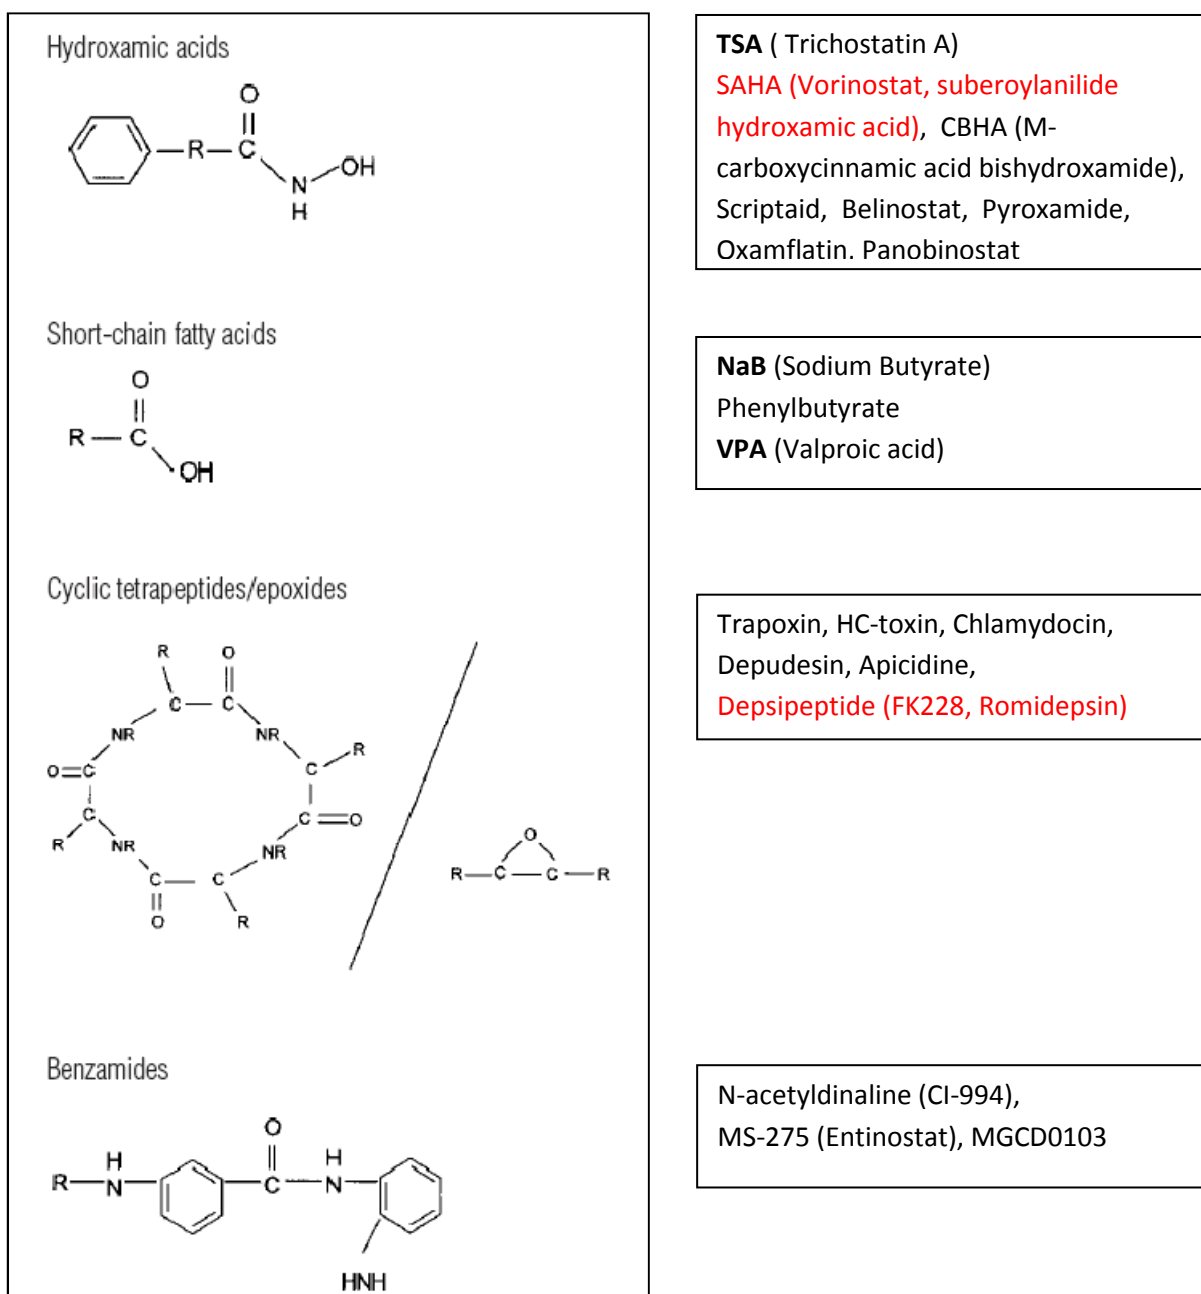 Hydroxamic acids
O
R C
N OH
H
TSA ( Trichostatin A)
SAHA (Vorinostat, suberoylanilide
hydroxamic acid), CBHA (M-
carboxycinnamic acid bishydroxamide),
Scriptaid, Belinostat, Pyroxamide,
Oxamflatin. Panobinostat
Short-chain fatty acids
O
R C
OH
NaB (Sodium Butyrate)
Phenylbutyrate
VPA (Valproic acid)
Cyclic tetrapeptides/epoxides
R O
C C
NR NR R
O C C
C C O
R NR NR
C C
O R
O
R C C R
Trapoxin, HC-toxin, Chlamydocin,
Depudesin, Apicidine,
Depsipeptide (FK228, Romidepsin)
Benzamides
O
H H
R N C N
HNH
N-acetyldinaline (CI-994),
MS-275 (Entinostat), MGCD0103